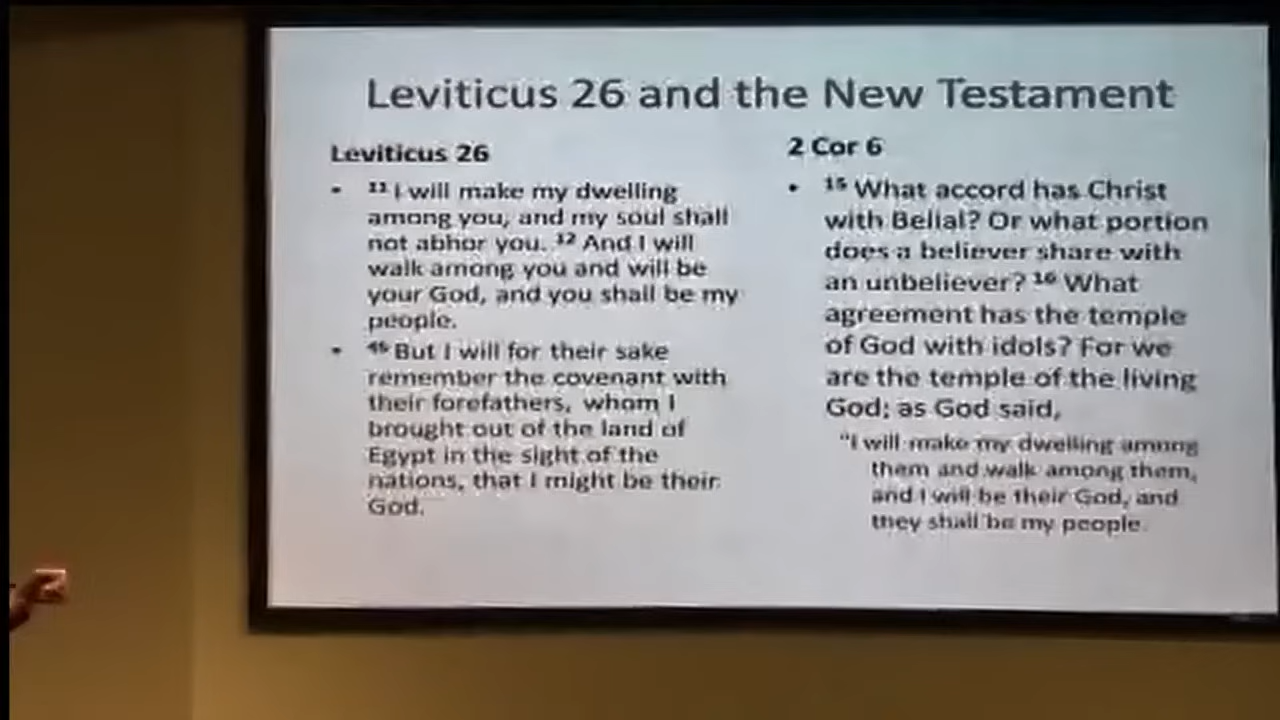 Leviticus 26 and the New Testament
Leviticus 26
• ¹¹ I will make my dwelling
among you, and my soul shall
not abhor you. ¹² And I will
walk among you and will be
your God, and you shall be my
people.
• ⁴⁵ But I will for their sake
remember the covenant with
their forefathers, whom I
brought out of the land of
Egypt in the sight of the
nations, that I might be their
God.
2 Cor 6
• ¹⁵ What accord has Christ
with Belial? Or what portion
does a believer share with
an unbeliever? ¹⁶ What
agreement has the temple
of God with idols? For we
are the temple of the living
God; as God said,
“I will make my dwelling among
them and walk among them,
and I will be their God, and
they shall be my people.